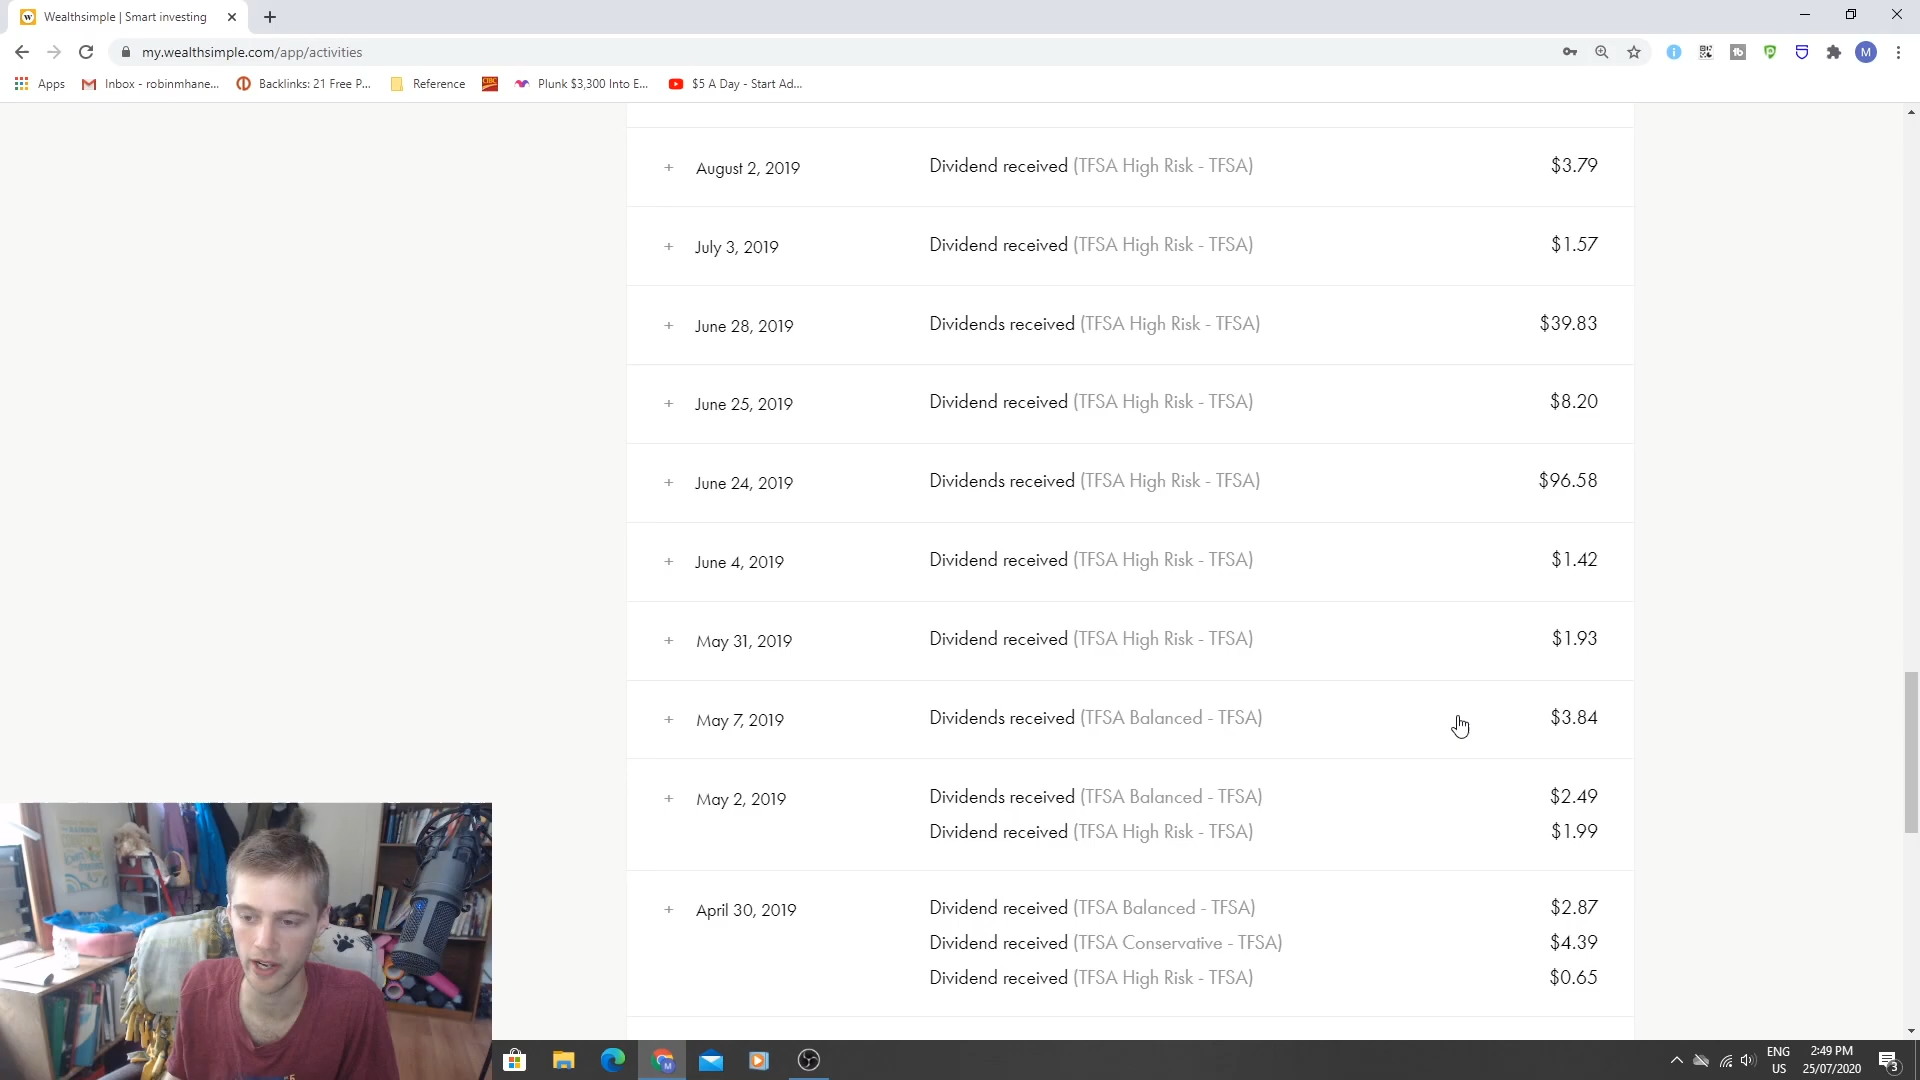 Wealthsimple | Smart investing
my.wealthsimple.com/app/activities
M
Apps
Inbox - robinmhane...
Backlinks: 21 Free P...
Reference
CIBC
Plunk $3,300 Into E...
$5 A Day - Start Ad...
+ August 2, 2019 Dividend received (TFSA High Risk - TFSA) $3.79
+ July 3, 2019 Dividend received (TFSA High Risk - TFSA) $1.57
+ June 28, 2019 Dividends received (TFSA High Risk - TFSA) $39.83
+ June 25, 2019 Dividend received (TFSA High Risk - TFSA) $8.20
+ June 24, 2019 Dividends received (TFSA High Risk - TFSA) $96.58
+ June 4, 2019 Dividend received (TFSA High Risk - TFSA) $1.42
+ May 31, 2019 Dividend received (TFSA High Risk - TFSA) $1.93
+ May 7, 2019 Dividends received (TFSA Balanced - TFSA) $3.84
+ May 2, 2019 Dividends received (TFSA Balanced - TFSA) $2.49
Dividend received (TFSA High Risk - TFSA) $1.99
+ April 30, 2019 Dividend received (TFSA Balanced - TFSA) $2.87
Dividend received (TFSA Conservative - TFSA) $4.39
Dividend received (TFSA High Risk - TFSA) $0.65
ENG
US
2:49 PM
25/07/2020
3